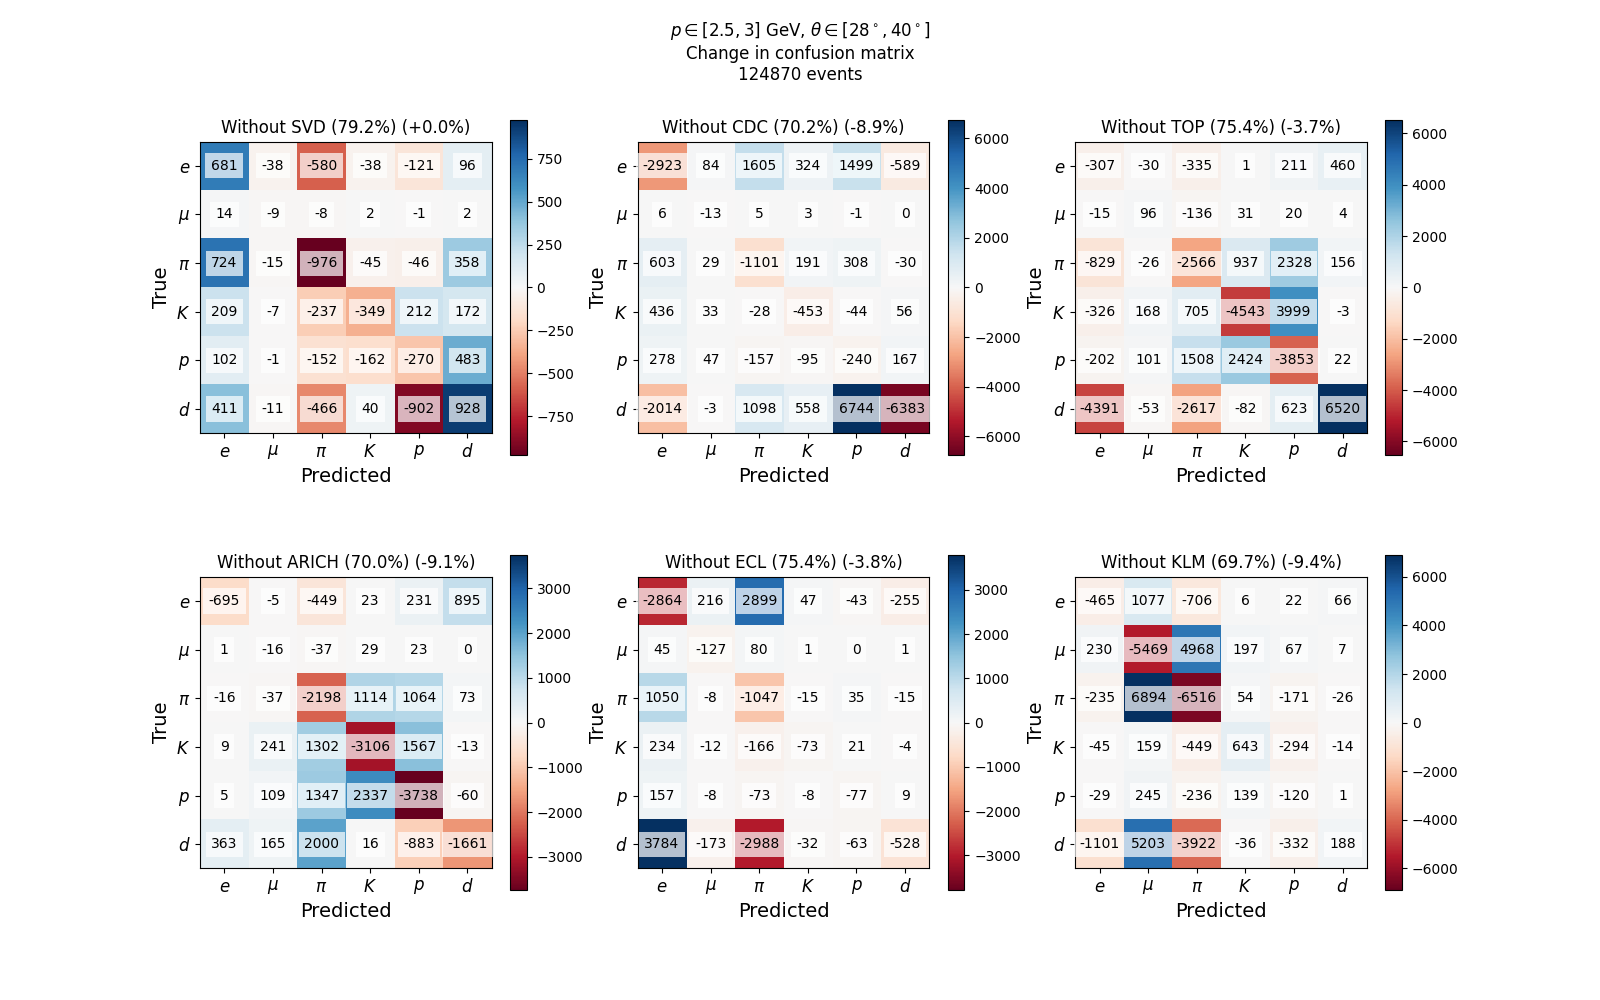 p ∈ [2.5, 3] GeV, θ ∈ [28°, 40°]
Change in confusion matrix
124870 events
Without SVD (79.2%) (+0.0%)
e 681 -38 -580 -38 -121 96
μ 14 -9 -8 2 -1 2
π 724 -15 -976 -45 -46 358
K 209 -7 -237 -349 212 172
p 102 -1 -152 -162 -270 483
d 411 -11 -466 40 -902 928
e μ π K p d
Predicted
True
750
500
250
0
−250
−500
−750
Without CDC (70.2%) (-8.9%)
-2923 84 1605 324 1499 -589
6 -13 5 3 -1 0
603 29 -1101 191 308 -30
436 33 -28 -453 -44 56
278 47 -157 -95 -240 167
-2014 -3 1098 558 6744 -6383
e μ π K p d
Predicted
True
6000
4000
2000
0
−2000
−4000
−6000
Without TOP (75.4%) (-3.7%)
-307 -30 -335 1 211 460
-15 96 -136 31 20 4
-829 -26 -2566 937 2328 156
-326 168 705 -4543 3999 -3
-202 101 1508 2424 -3853 22
-4391 -53 -2617 -82 623 6520
e μ π K p d
Predicted
True
6000
4000
2000
0
−2000
−4000
−6000
Without ARICH (70.0%) (-9.1%)
e -695 -5 -449 23 231 895
μ 1 -16 -37 29 23 0
π -16 -37 -2198 1114 1064 73
K 9 241 1302 -3106 1567 -13
p 5 109 1347 2337 -3738 -60
d 363 165 2000 16 -883 -1661
e μ π K p d
Predicted
True
3000
2000
1000
0
−1000
−2000
−3000
Without ECL (75.4%) (-3.8%)
e -2864 216 2899 47 -43 -255
μ 45 -127 80 1 0 1
π 1050 -8 -1047 -15 35 -15
K 234 -12 -166 -73 21 -4
p 157 -8 -73 -8 -77 9
d 3784 -173 -2988 -32 -63 -528
e μ π K p d
Predicted
True
3000
2000
1000
0
−1000
−2000
−3000
Without KLM (69.7%) (-9.4%)
e -465 1077 -706 6 22 66
μ 230 -5469 4968 197 67 7
π -235 6894 -6516 54 -171 -26
K -45 159 -449 643 -294 -14
p -29 245 -236 139 -120 1
d -1101 5203 -3922 -36 -332 188
e μ π K p d
Predicted
True
6000
4000
2000
0
−2000
−4000
−6000